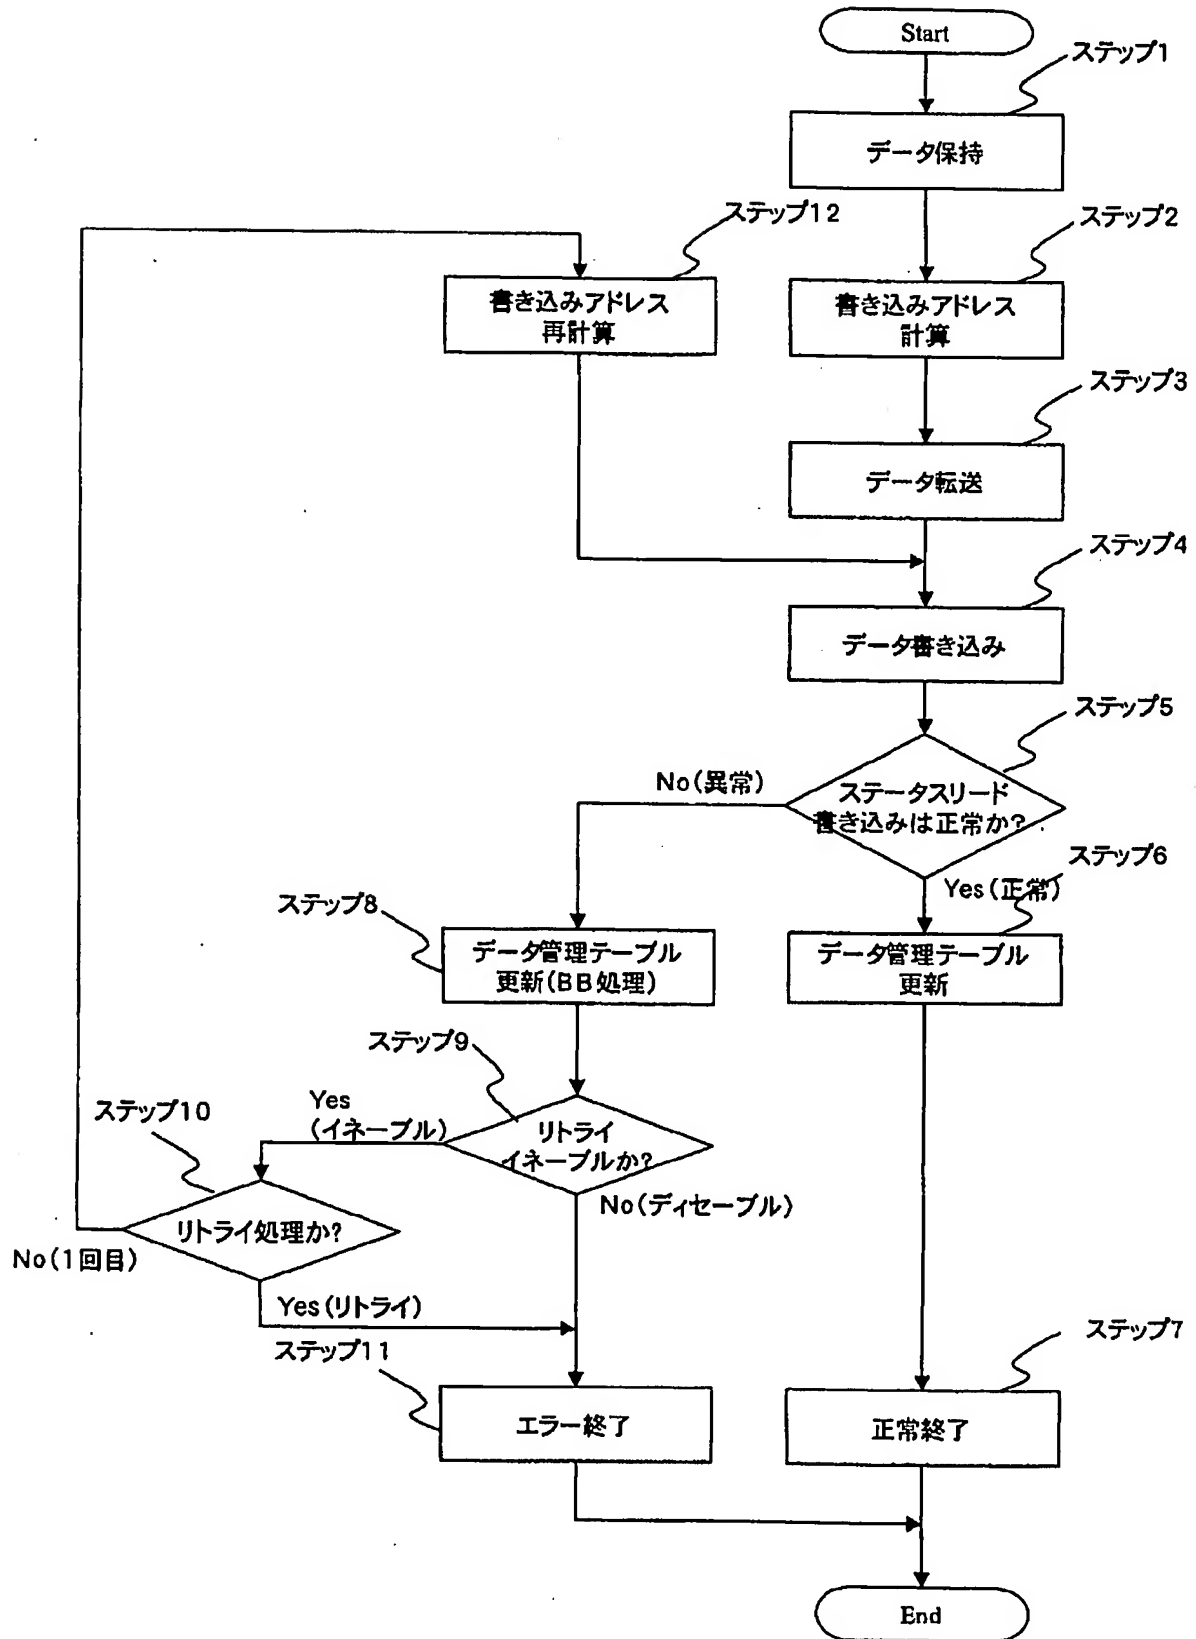 Start
ステップ1
データ保持
ステップ12
ステップ2
書き込みアドレス
再計算
書き込みアドレス
計算
ステップ3
データ転送
ステップ4
データ書き込み
ステップ5
No(異常)
ステータスリード
書き込みは正常か?
ステップ6
Yes(正常)
ステップ8
データ管理テーブル
更新(BB処理)
データ管理テーブル
更新
ステップ9
ステップ10
Yes
(イネーブル)
リトライ
イネーブルか?
No(ディセーブル)
リトライ処理か?
No(1回目)
Yes(リトライ)
ステップ11
ステップ7
エラー終了
正常終了
End